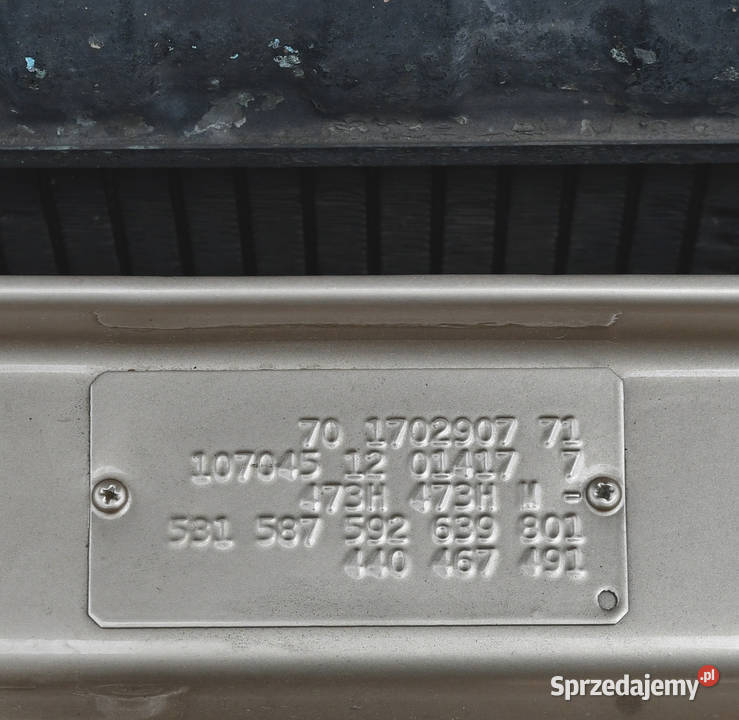 70 1702907 71
107045 12 01417 7
473H 473H W -
531 587 592 639 801
440 467 491
Sprzedajemy.pl